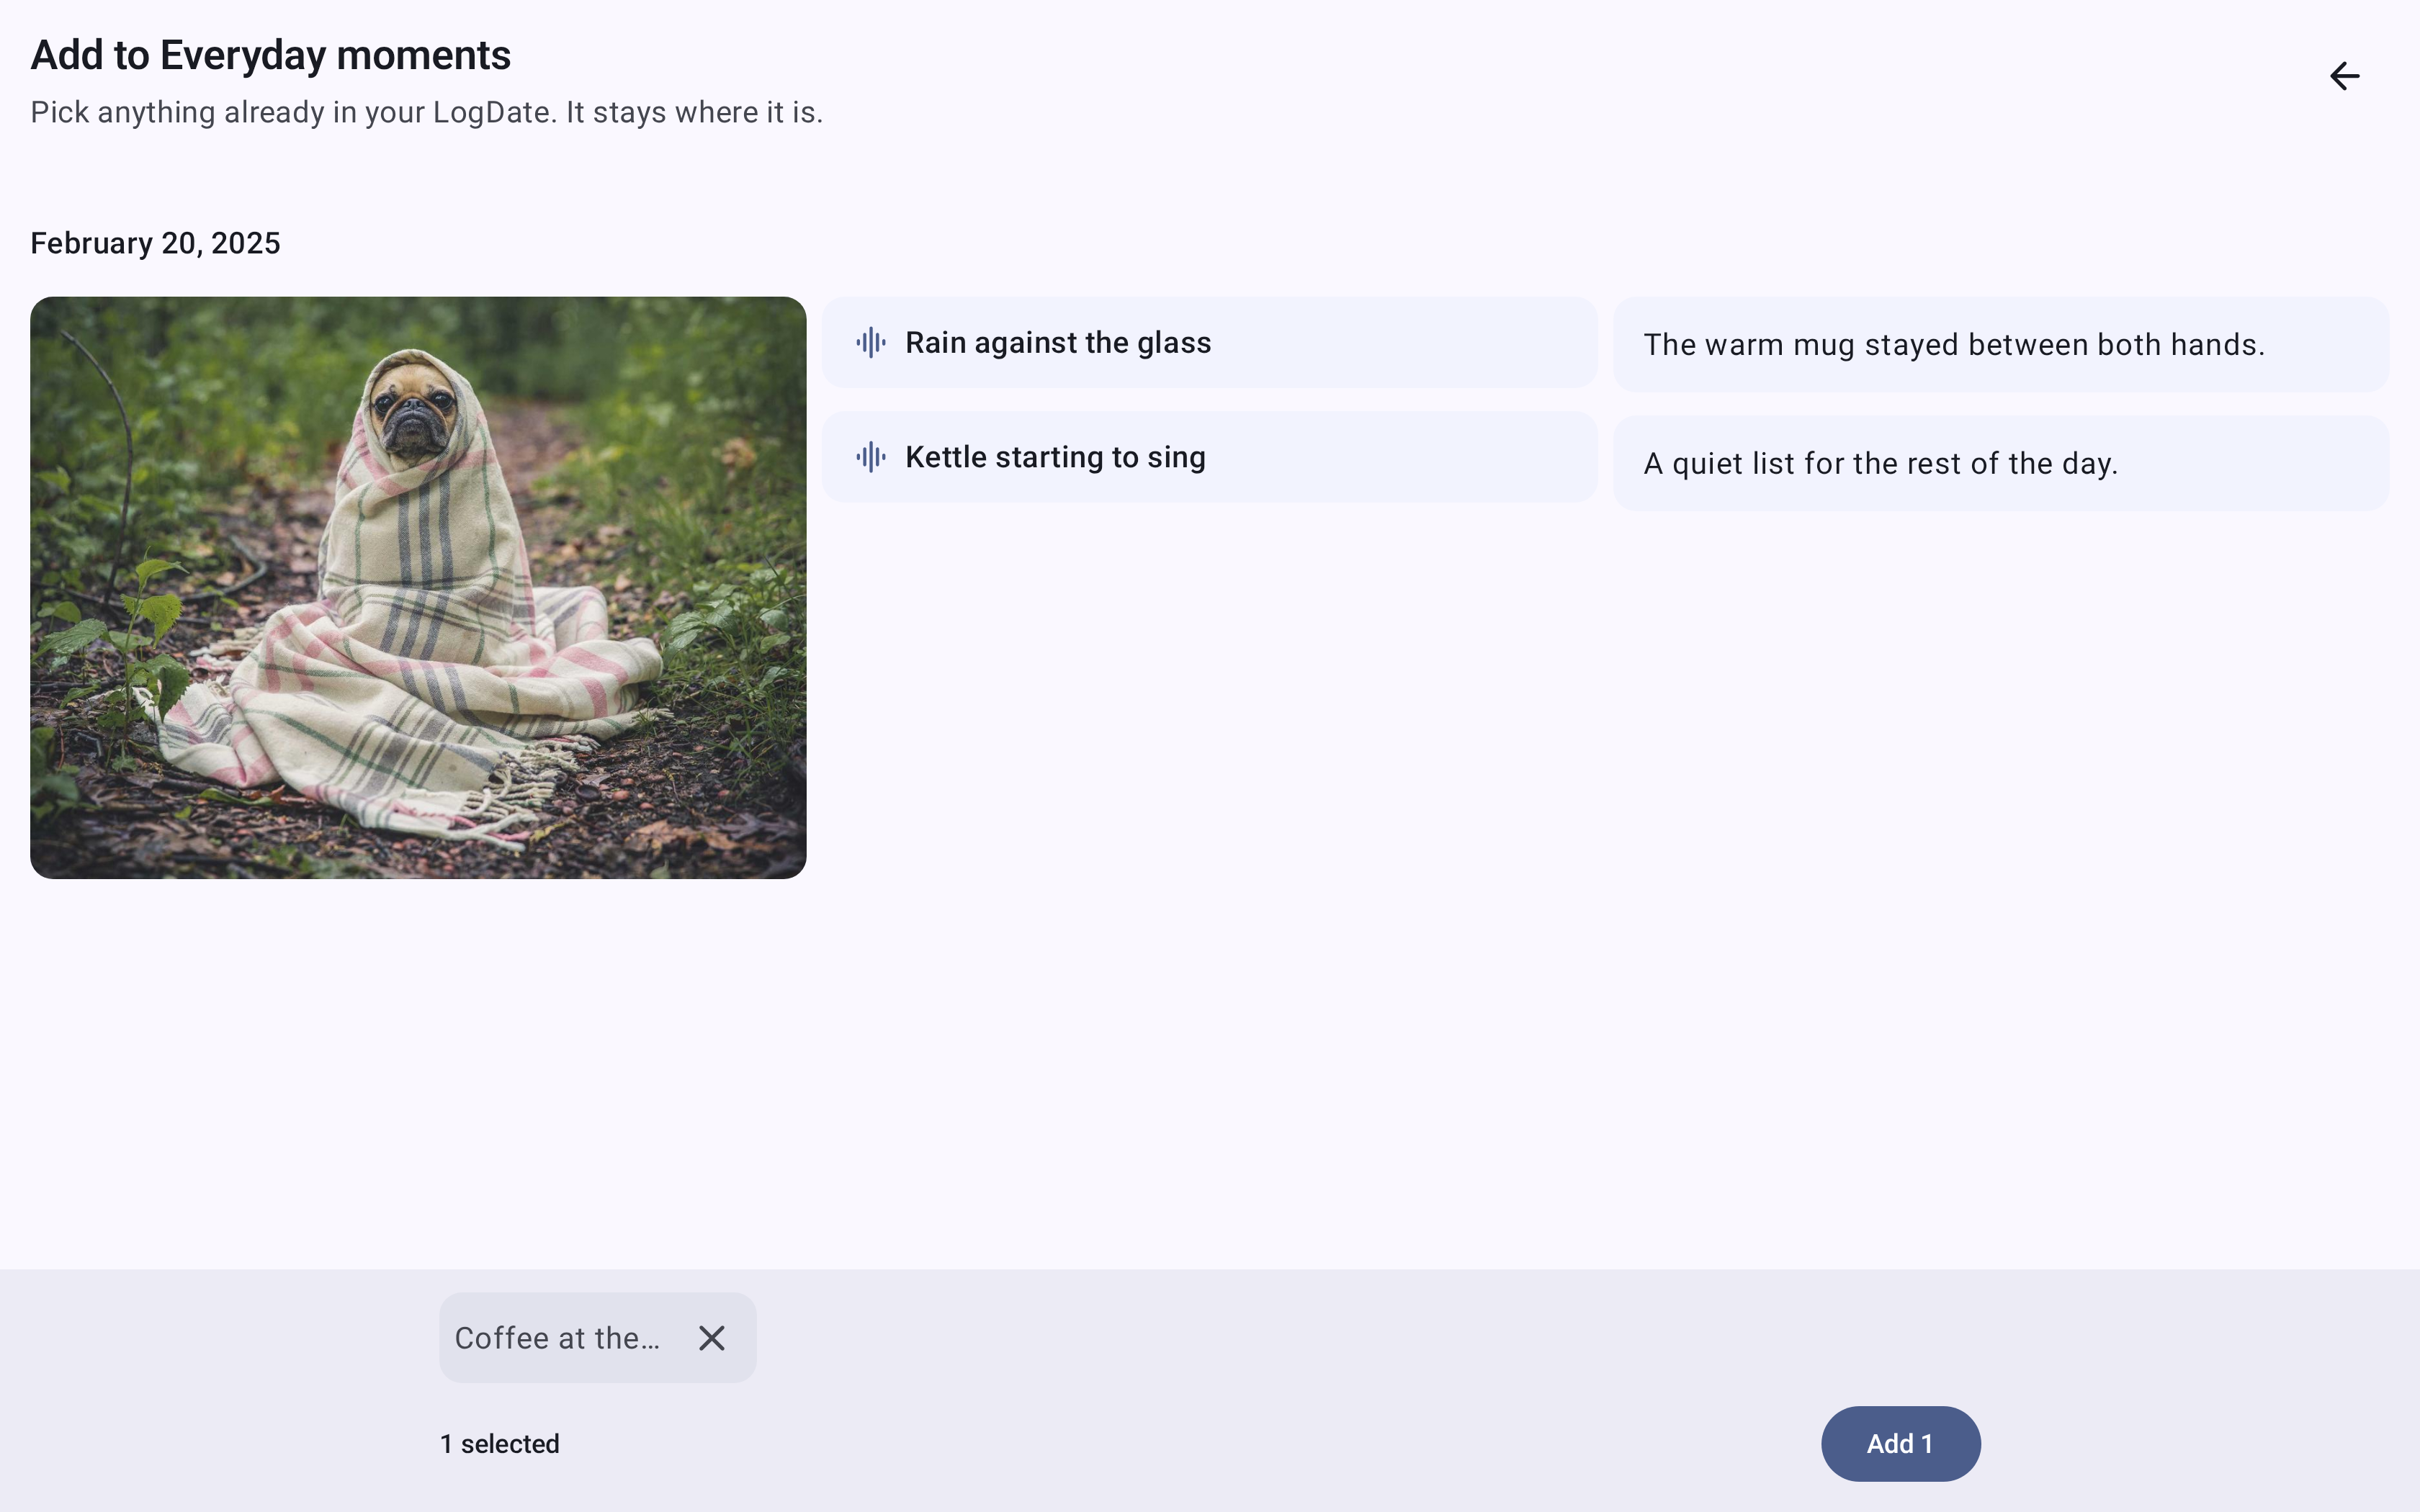 Add to Everyday moments
Pick anything already in your LogDate. It stays where it is.
February 20, 2025
Rain against the glass
Kettle starting to sing
The warm mug stayed between both hands.
A quiet list for the rest of the day.
Coffee at the…
1 selected
Add 1